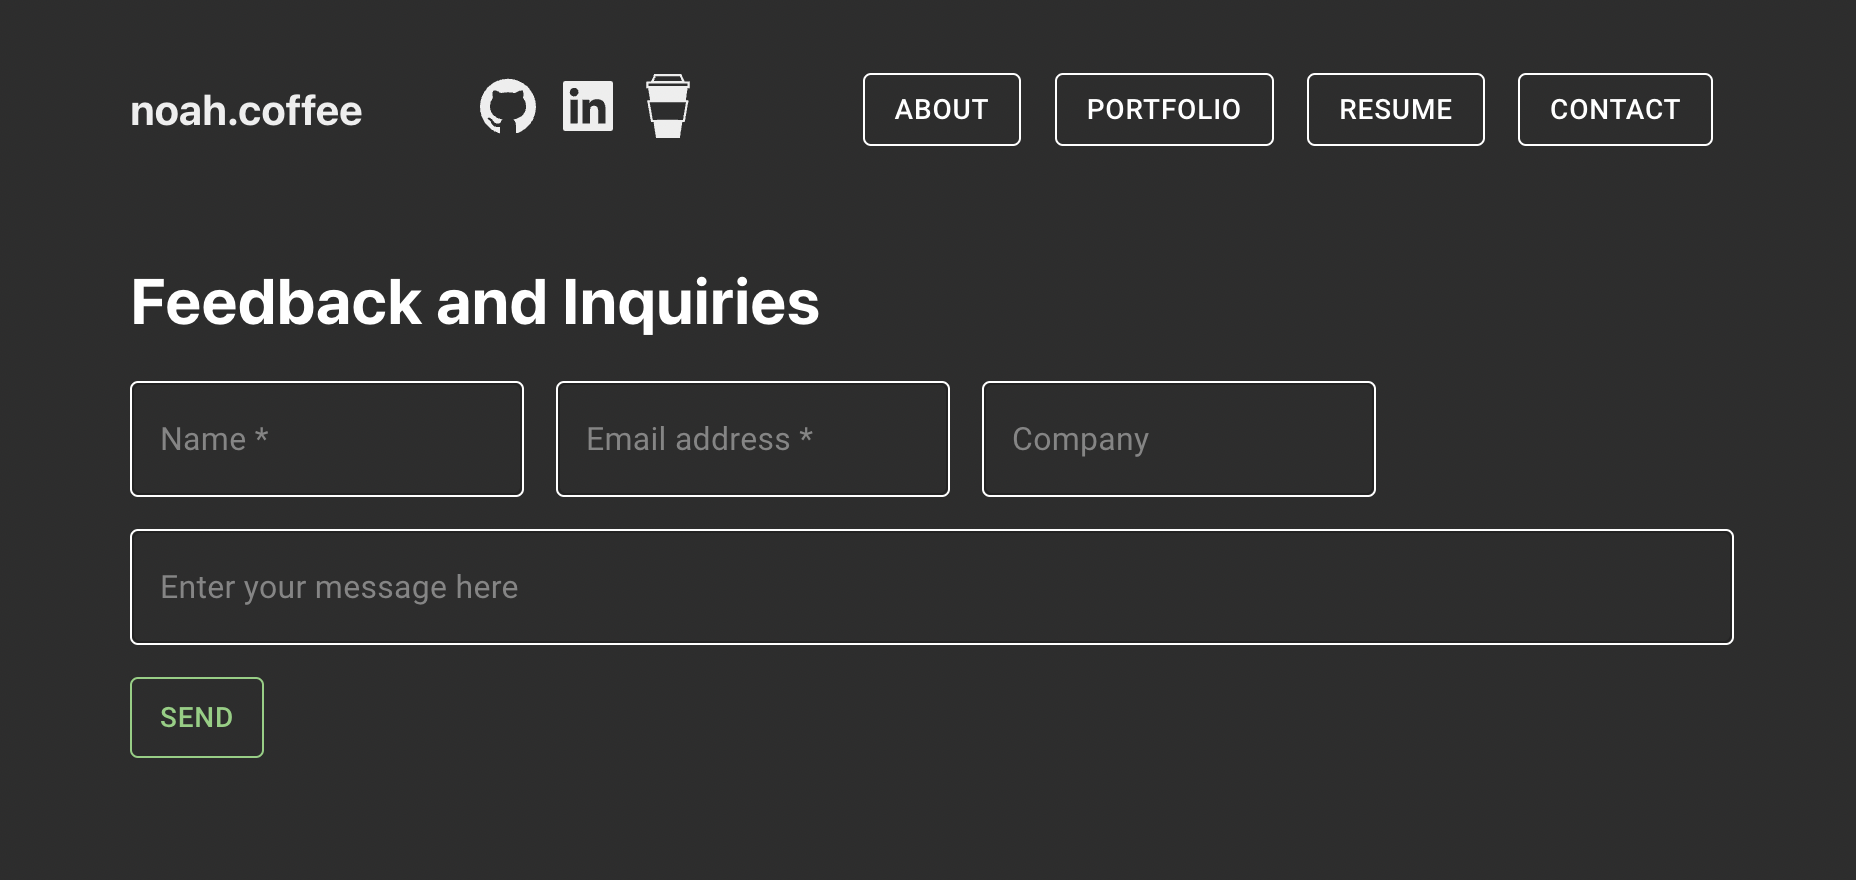 noah.coffee
in
ABOUT
PORTFOLIO
RESUME
CONTACT
Feedback and Inquiries
Name *
Email address *
Company
Enter your message here
SEND